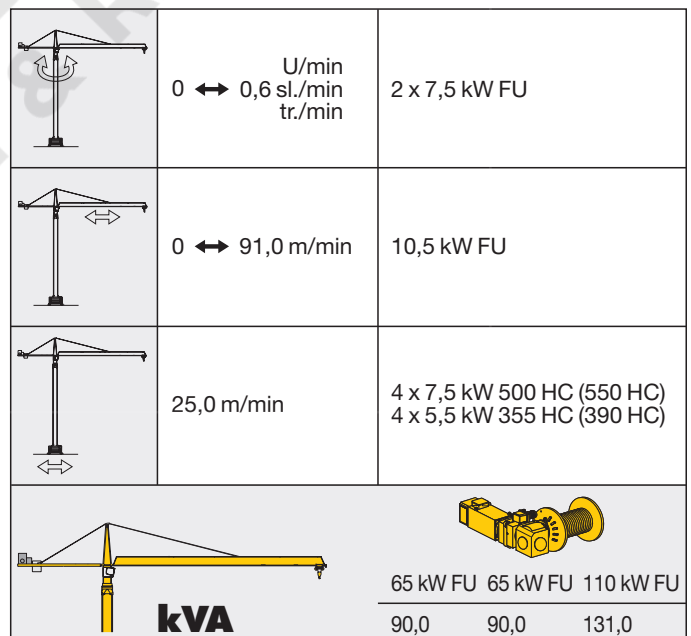 U/min
0 ↔ 0,6 sl./min
tr./min
2 x 7,5 kW FU
0 ↔ 91,0 m/min
10,5 kW FU
25,0 m/min
4 x 7,5 kW 500 HC (550 HC)
4 x 5,5 kW 355 HC (390 HC)
65 kW FU 65 kW FU 110 kW FU
kVA
90,0 90,0 131,0